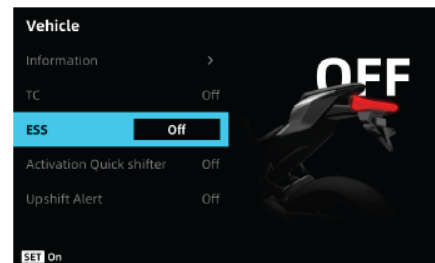 Vehicle
Information >
TC Off
ESS Off
Activation Quick shifter Off
Upshift Alert Off
OFF
SET On